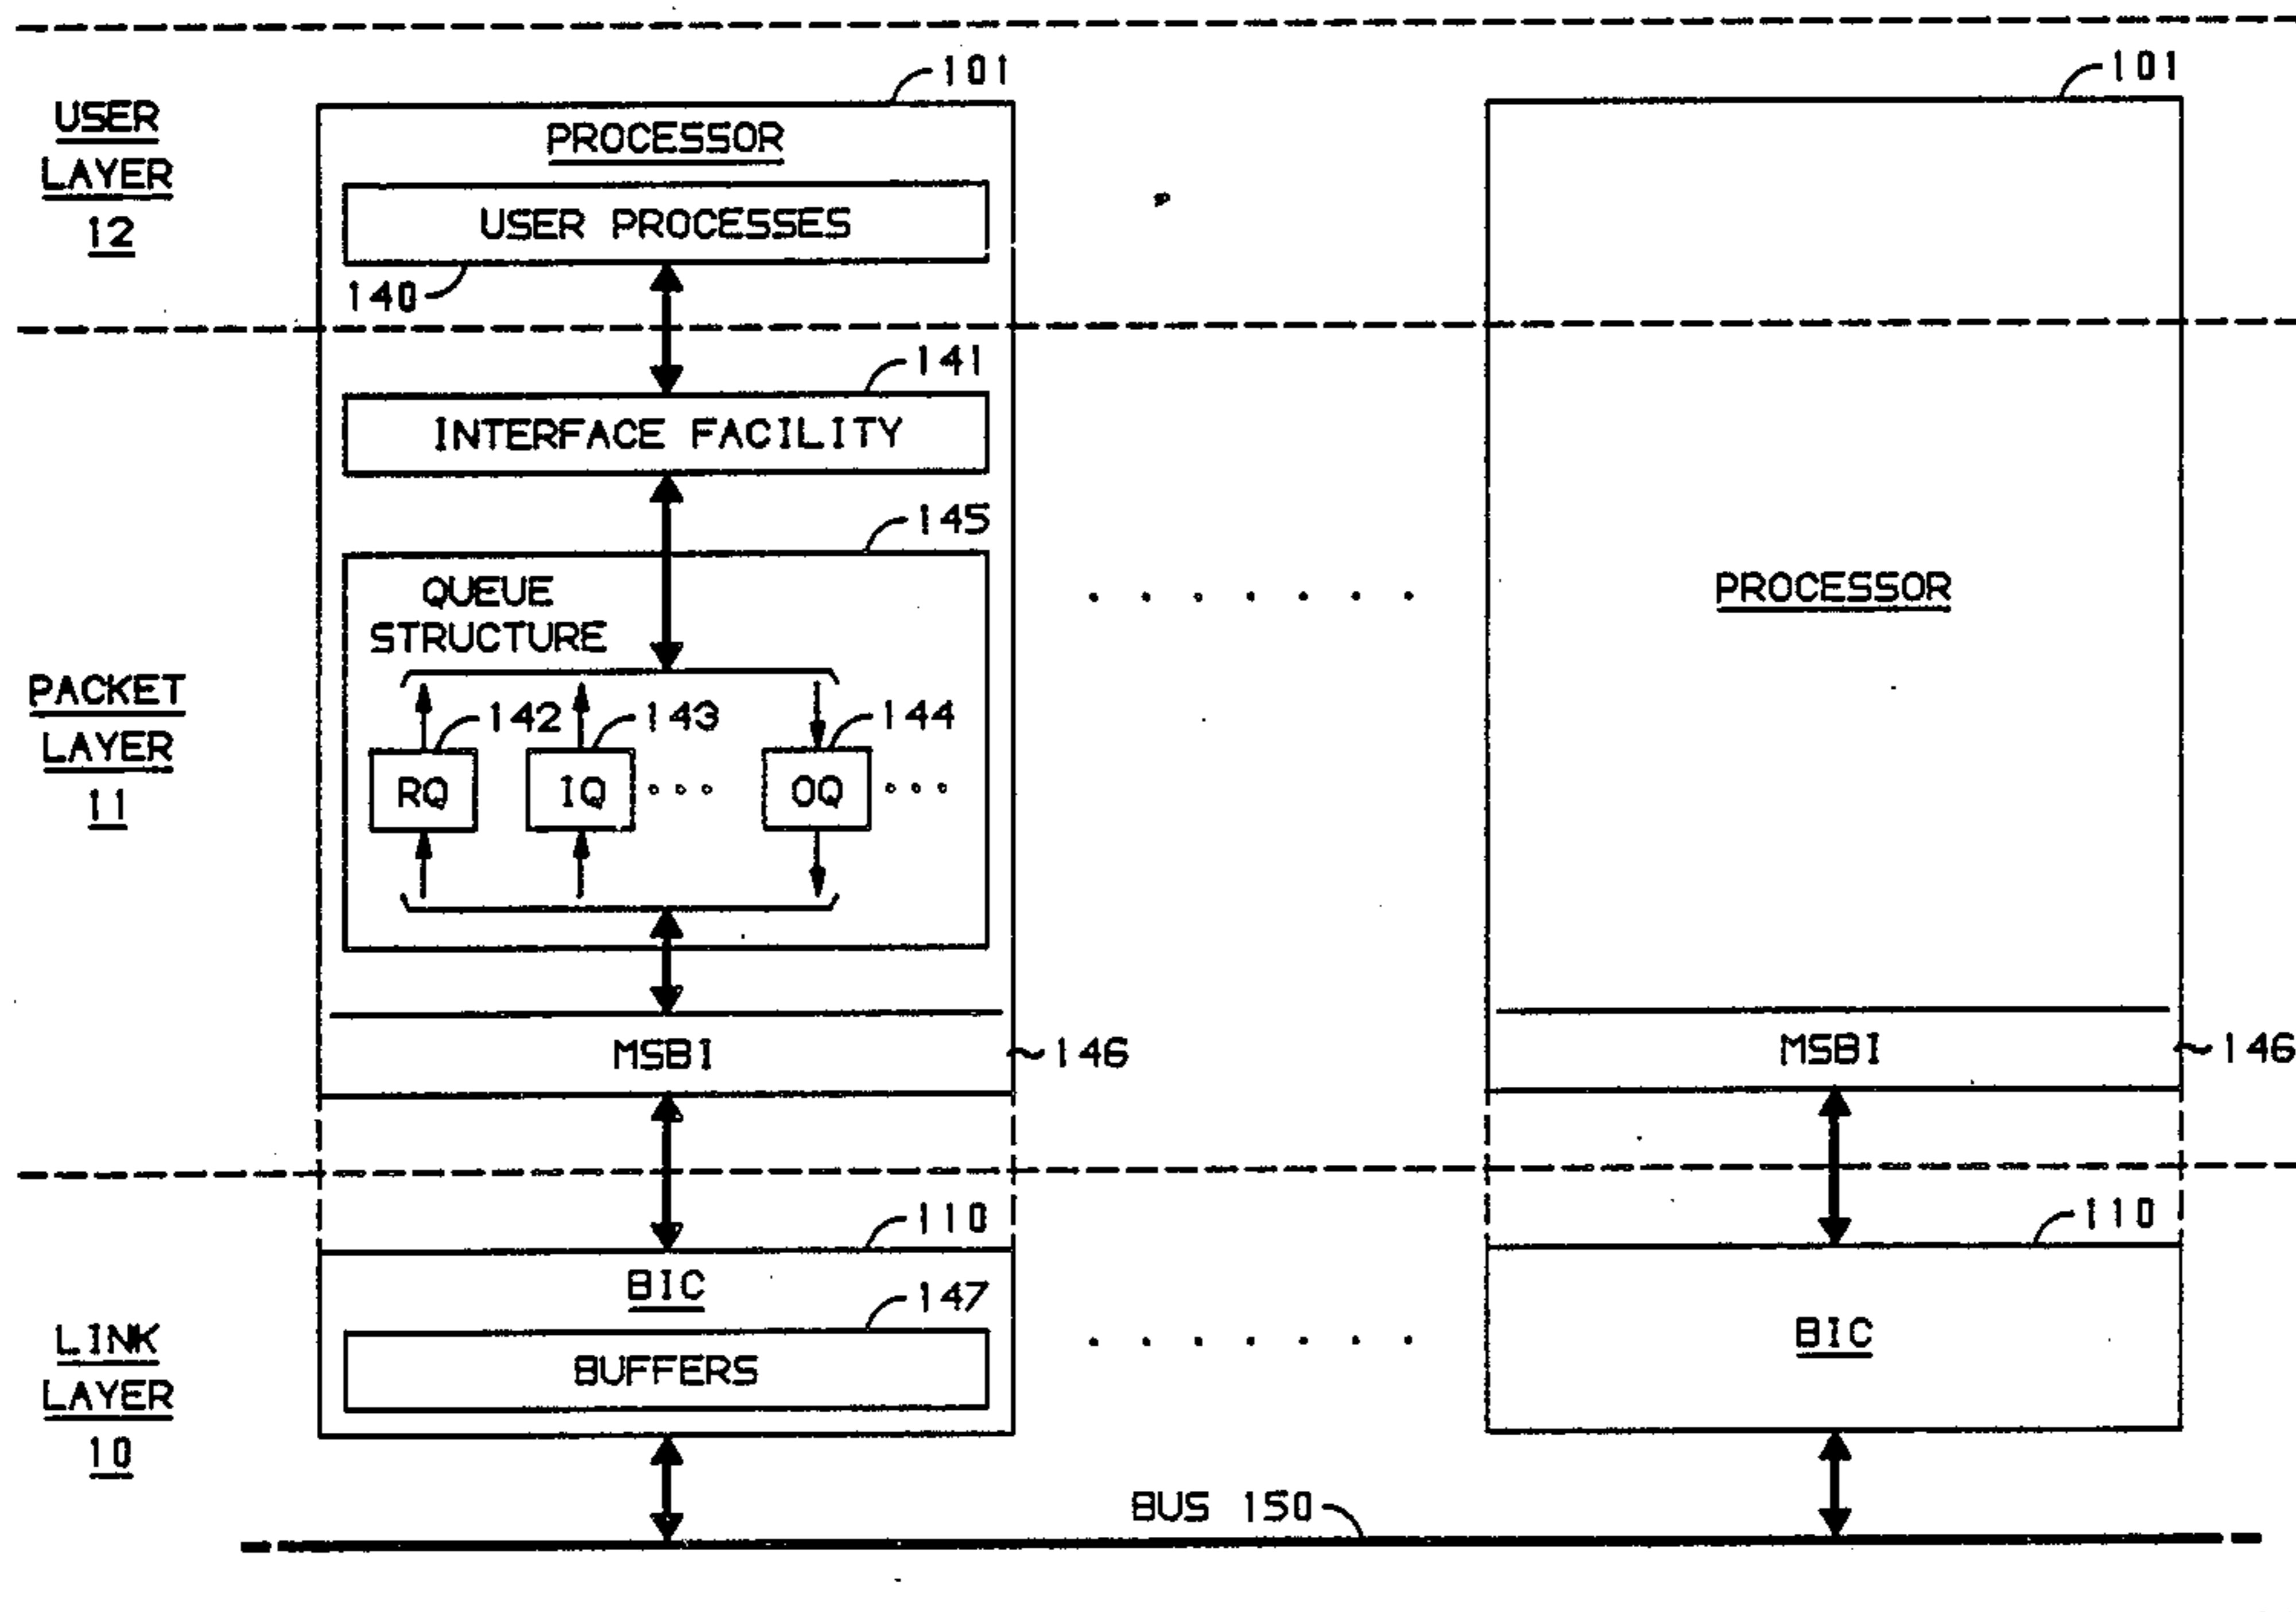 101
101
USER
LAYER
12
PROCESSOR
USER PROCESSES
140
141
INTERFACE FACILITY
145
QUEUE
STRUCTURE
PROCESSOR
PACKET
LAYER
11
142
143
144
RQ
IQ
OQ
MSBI
146
MSBI
146
110
110
BIC
147
BUFFERS
BIC
LINK
LAYER
10
BUS 150